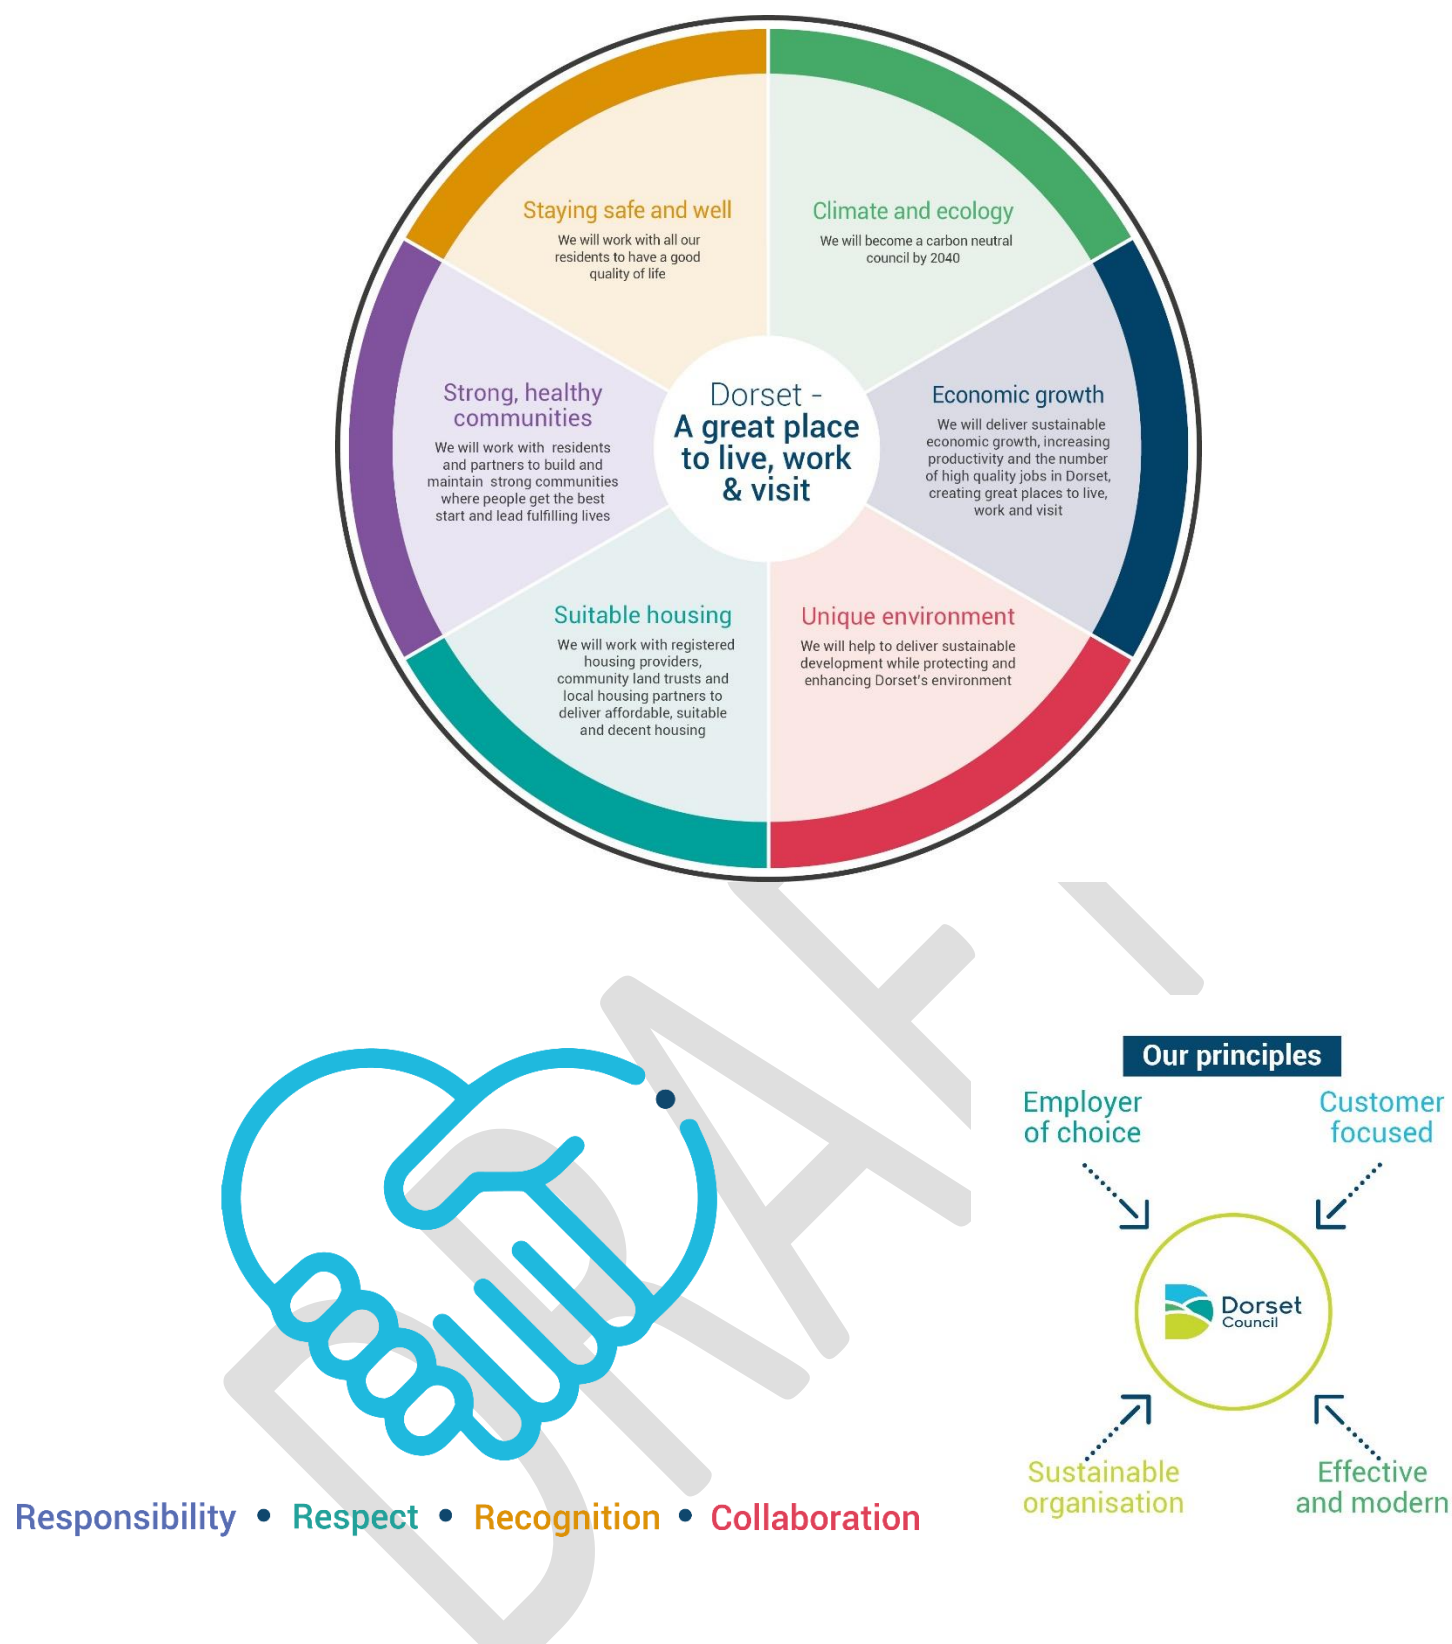 Staying safe and well
We will work with all our
residents to have a good
quality of life
Climate and ecology
We will become a carbon neutral
council by 2040
Strong, healthy
communities
We will work with residents
and partners to build and
maintain strong communities
where people get the best
start and lead fulfilling lives
Dorset -
A great place
to live, work
& visit
Economic growth
We will deliver sustainable
economic growth, increasing
productivity and the number
of high quality jobs in Dorset,
creating great places to live,
work and visit
Suitable housing
We will work with registered
housing providers,
community land trusts and
local housing partners to
deliver affordable, suitable
and decent housing
Unique environment
We will help to deliver sustainable
development while protecting and
enhancing Dorset's environment
DRAFT
Responsibility • Respect • Recognition • Collaboration
Our principles
Employer
of choice
Customer
focused
Dorset
Council
Sustainable
organisation
Effective
and modern